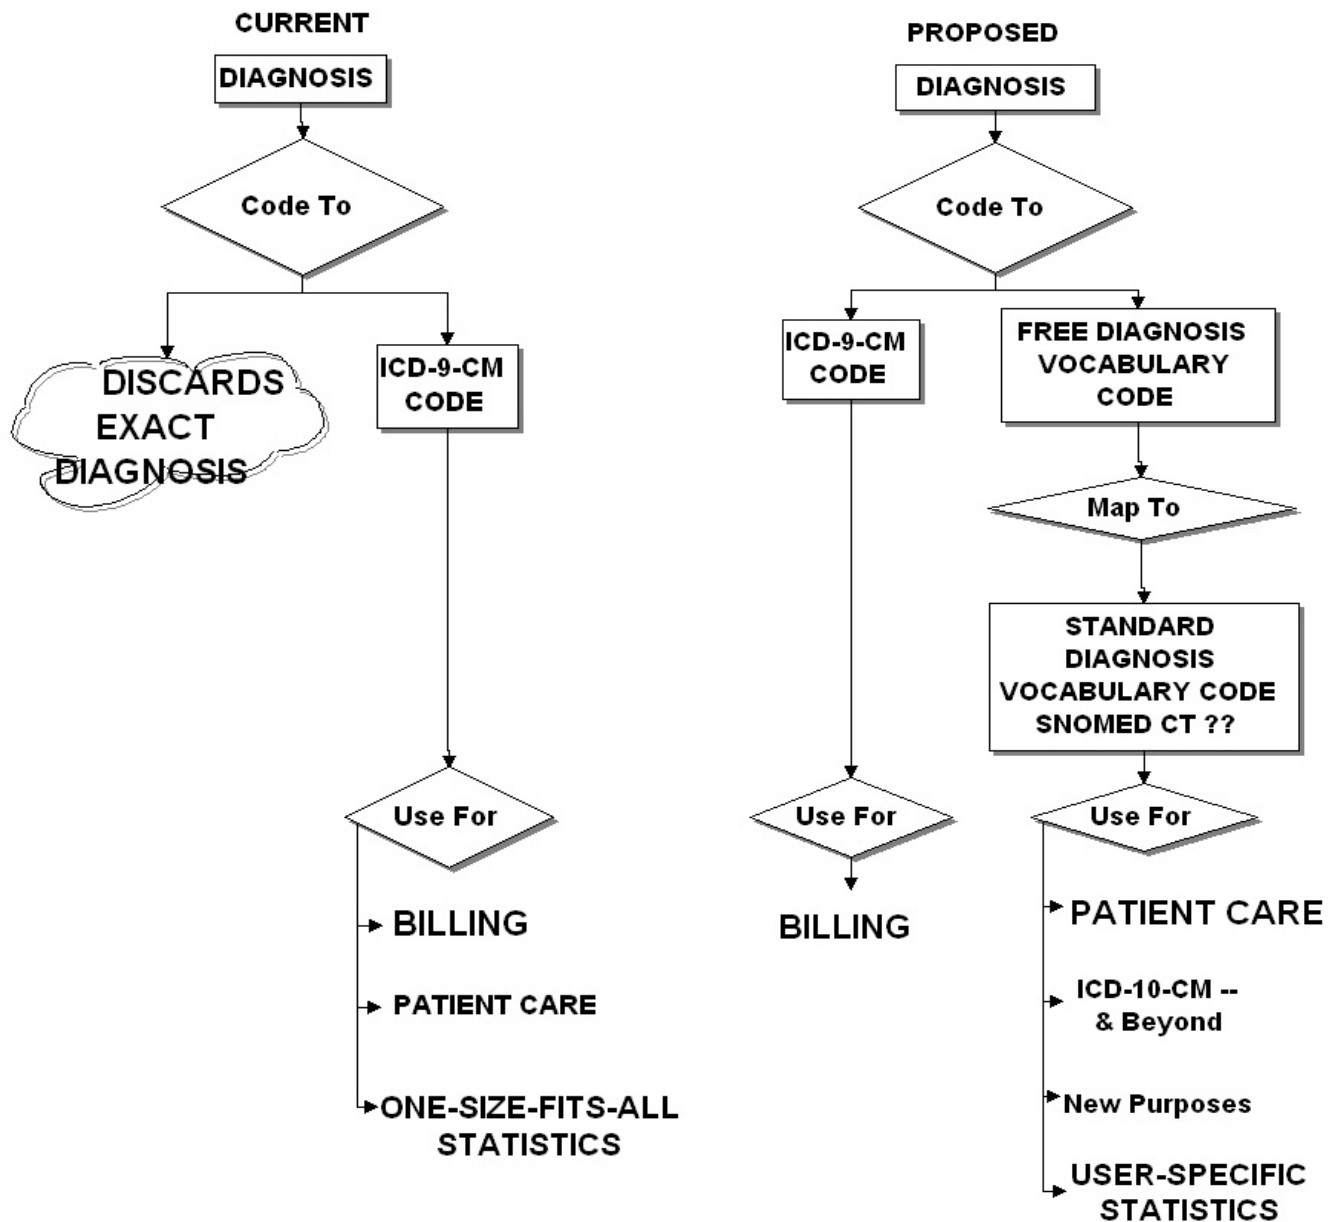 CURRENT
DIAGNOSIS
Code To
DISCARDS
EXACT
DIAGNOSIS
ICD-9-CM
CODE
Use For
BILLING
PATIENT CARE
ONE-SIZE-FITS-ALL
STATISTICS
PROPOSED
DIAGNOSIS
Code To
ICD-9-CM
CODE
Use For
BILLING
FREE DIAGNOSIS
VOCABULARY
CODE
Map To
STANDARD
DIAGNOSIS
VOCABULARY CODE
SNOMED CT ??
Use For
PATIENT CARE
ICD-10-CM --
& Beyond
New Purposes
USER-SPECIFIC
STATISTICS